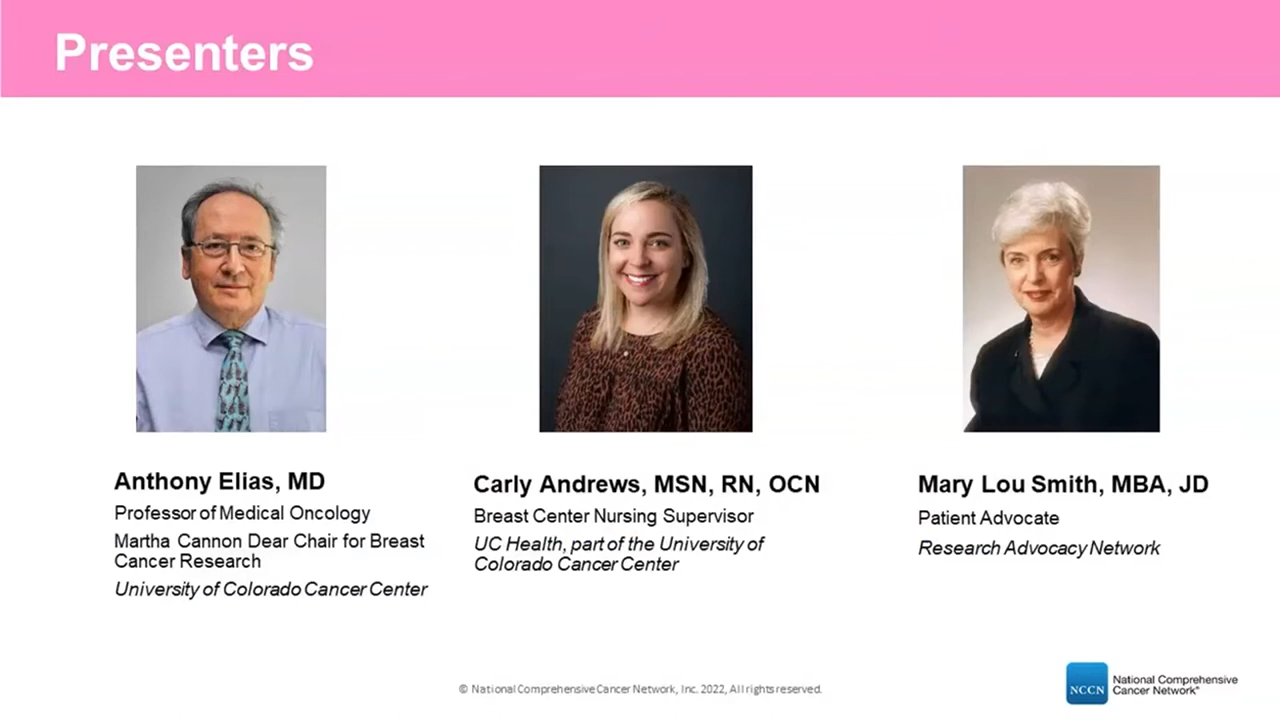 Presenters
Anthony Elias, MD
Professor of Medical Oncology
Martha Cannon Dear Chair for Breast
Cancer Research
University of Colorado Cancer Center
Carly Andrews, MSN, RN, OCN
Breast Center Nursing Supervisor
UC Health, part of the University of
Colorado Cancer Center
Mary Lou Smith, MBA, JD
Patient Advocate
Research Advocacy Network
© National Comprehensive Cancer Network, Inc. 2022, All rights reserved.
NCCN
National Comprehensive
Cancer Network®